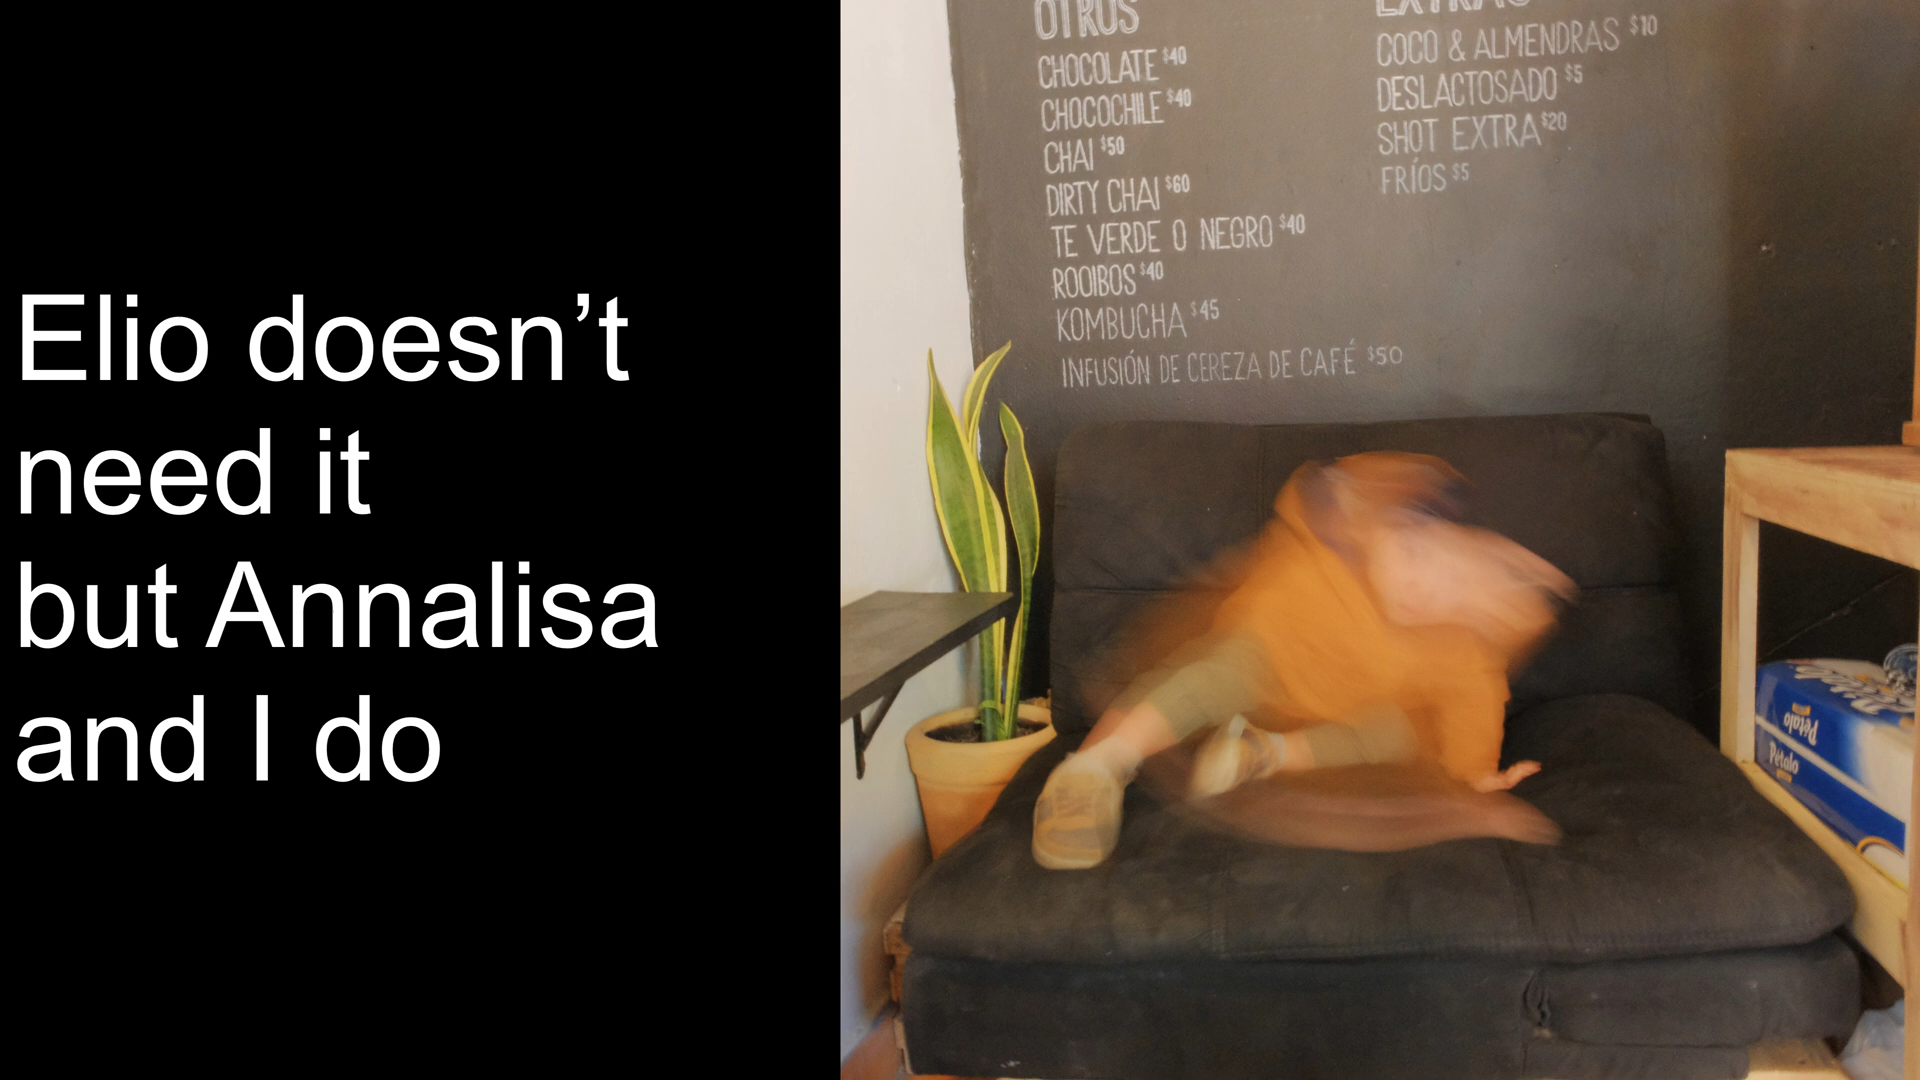 Elio doesn’t
need it
but Annalisa
and I do
OTROS
CHOCOLATE $40
CHOCOCHILE $40
CHAI $50
DIRTY CHAI $60
TE VERDE O NEGRO $40
ROOIBOS $40
KOMBUCHA $45
INFUSIÓN DE CEREZA DE CAFÉ $50
EXTRAS
COCO & ALMENDRAS $10
DESLACTOSADO $5
SHOT EXTRA $20
FRÍOS $5
Pétalo
Pétalo